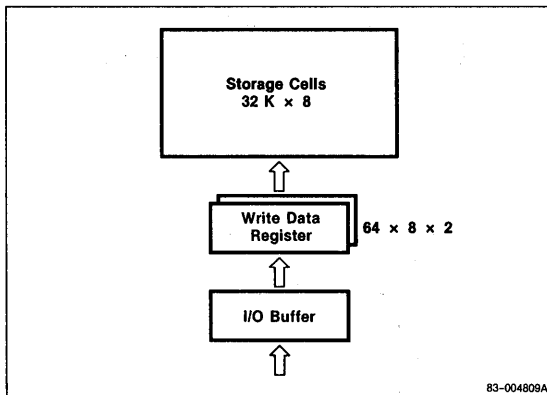 Storage Cells
32 K × 8
Write Data
Register
64 × 8 × 2
I/O Buffer
83-004809A